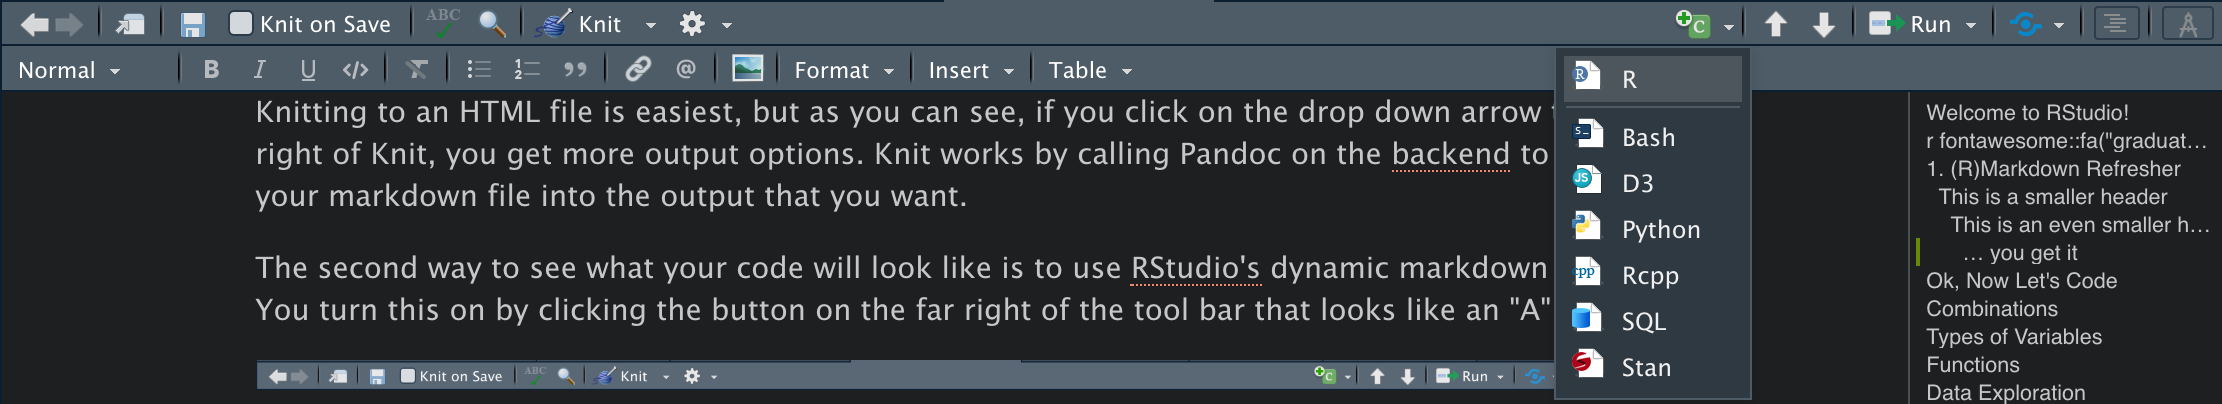 Knit on Save ABC Knit C Run
Normal B I U </> Format Insert Table
Knitting to an HTML file is easiest, but as you can see, if you click on the drop down arrow
right of Knit, you get more output options. Knit works by calling Pandoc on the backend to
your markdown file into the output that you want.
The second way to see what your code will look like is to use RStudio's dynamic markdown
You turn this on by clicking the button on the far right of the tool bar that looks like an "A"
Knit on Save ABC Knit C Run
R
Bash
D3
Python
Rcpp
SQL
Stan
Welcome to RStudio!
r fontawesome::fa("graduat...
1. (R)Markdown Refresher
This is a smaller header
This is an even smaller h...
... you get it
Ok, Now Let's Code
Combinations
Types of Variables
Functions
Data Exploration